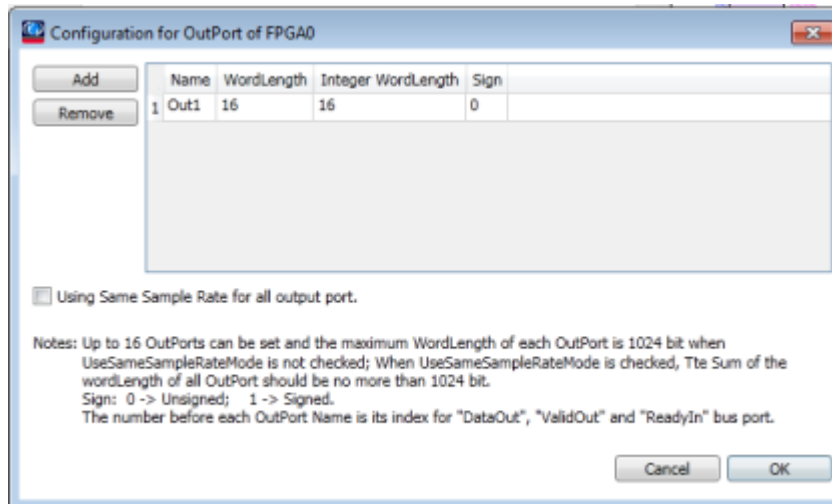 Configuration for OutPort of FPGA0
Add
Remove
Name WordLength Integer WordLength Sign
1 Out1 16 16 0
Using Same Sample Rate for all output port.
Notes: Up to 16 OutPorts can be set and the maximum WordLength of each OutPort is 1024 bit when
UseSameSampleRateMode is not checked; When UseSameSampleRateMode is checked, Tte Sum of the
wordLength of all OutPort should be no more than 1024 bit.
Sign: 0 -> Unsigned; 1 -> Signed.
The number before each OutPort Name is its index for "DataOut", "ValidOut" and "ReadyIn" bus port.
Cancel OK